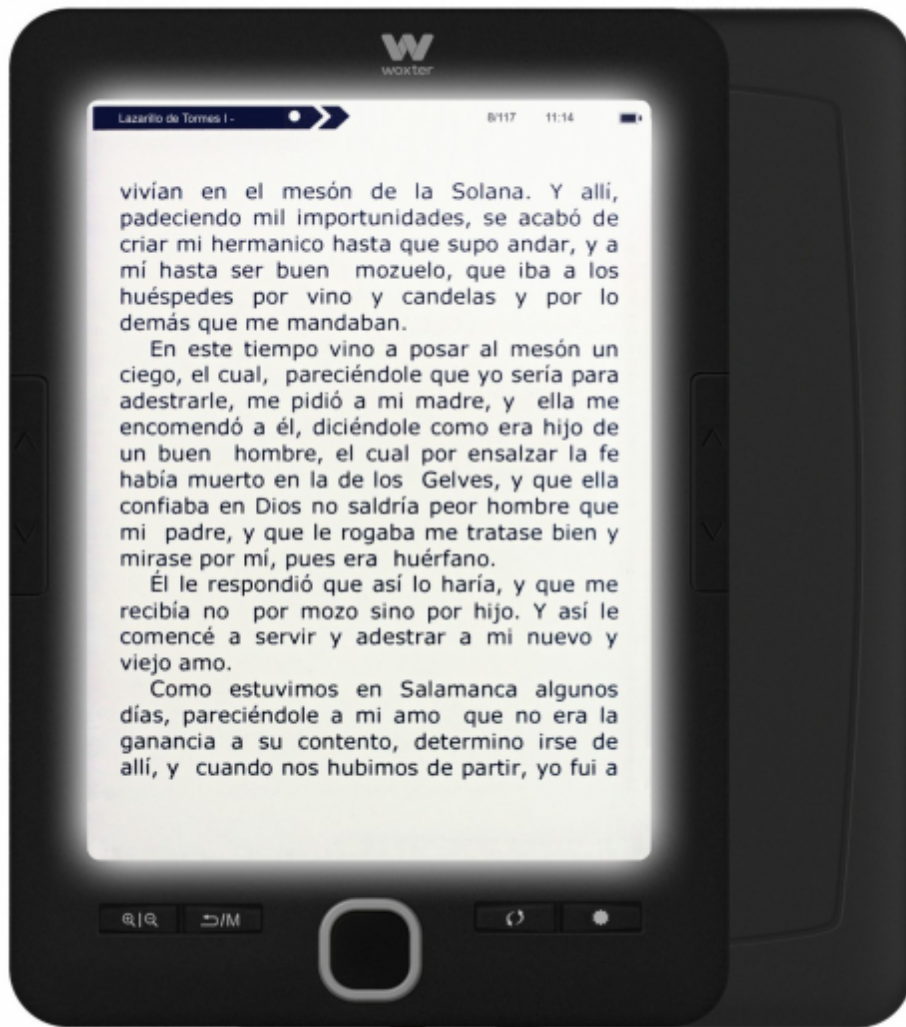 woxter
Lazarillo de Tormes I -
8/117
11:14
vivían en el mesón de la Solana. Y allí,
padeciendo mil importunidades, se acabó de
criar mi hermanico hasta que supo andar, y a
mí hasta ser buen mozuelo, que iba a los
huéspedes por vino y candelas y por lo
demás que me mandaban.
En este tiempo vino a posar al mesón un
ciego, el cual, pareciéndole que yo sería para
adestrarle, me pidió a mi madre, y ella me
encomendó a él, diciéndole como era hijo de
un buen hombre, el cual por ensalzar la fe
había muerto en la de los Gelves, y que ella
confiaba en Dios no saldría peor hombre que
mi padre, y que le rogaba me tratase bien y
mirase por mí, pues era huérfano.
Él le respondió que así lo haría, y que me
recibía no por mozo sino por hijo. Y así le
comencé a servir y adestrar a mi nuevo y
viejo amo.
Como estuvimos en Salamanca algunos
días, pareciéndole a mi amo que no era la
ganancia a su contento, determino irse de
allí, y cuando nos hubimos de partir, yo fui a
/M